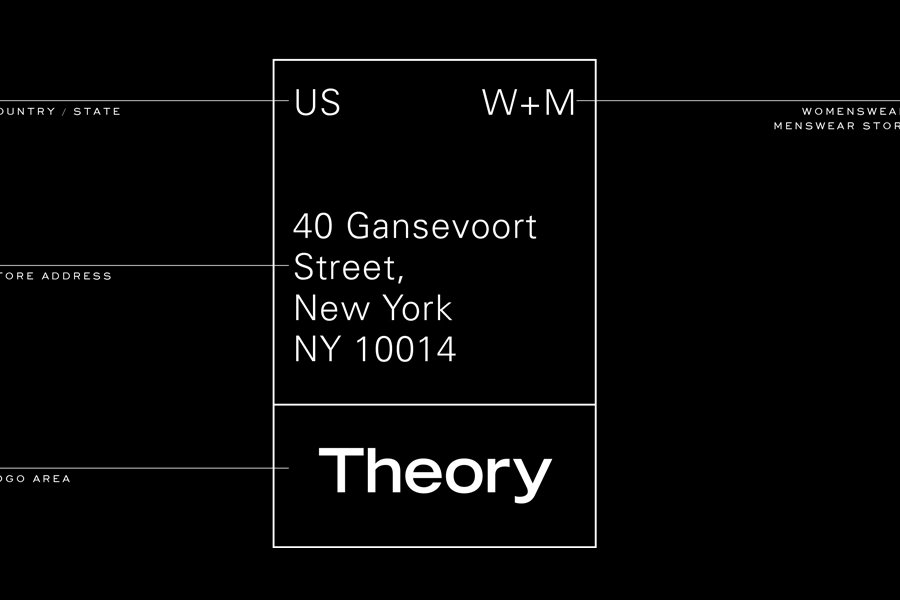 US W+M
OUNTRY / STATE
WOMENSWEA
MENSWEAR STOR
40 Gansevoort
Street,
TORE ADDRESS
New York
NY 10014
Theory
OGO AREA